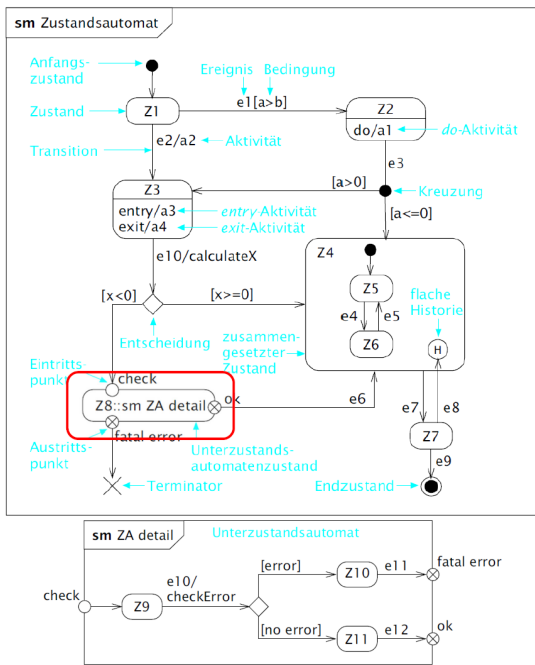 sm Zustandsautomat
Anfangs-
zustand
Ereignis Bedingung
Zustand
Z1
e1[a>b]
Z2
do/a1
do-Aktivität
e2/a2
Aktivität
Transition
e3
[a>0]
Kreuzung
Z3
entry/a3
exit/a4
entry-Aktivität
exit-Aktivität
[a<=0]
Z4
e10/calculateX
Z5
flache
Historie
[x<0]
[x>=0]
e4
e5
Entscheidung
zusammen-
gesetzter
Zustand
Z6
H
Eintritts-
punkt
check
Z8::sm ZA detail
ok
e6
e7
e8
Austritts-
punkt
fatal error
Unterzustands-
automatenzustand
Z7
e9
Terminator
Endzustand
sm ZA detail
Unterzustandsautomat
check
Z9
e10/
checkError
[error]
Z10
e11
fatal error
[no error]
Z11
e12
ok